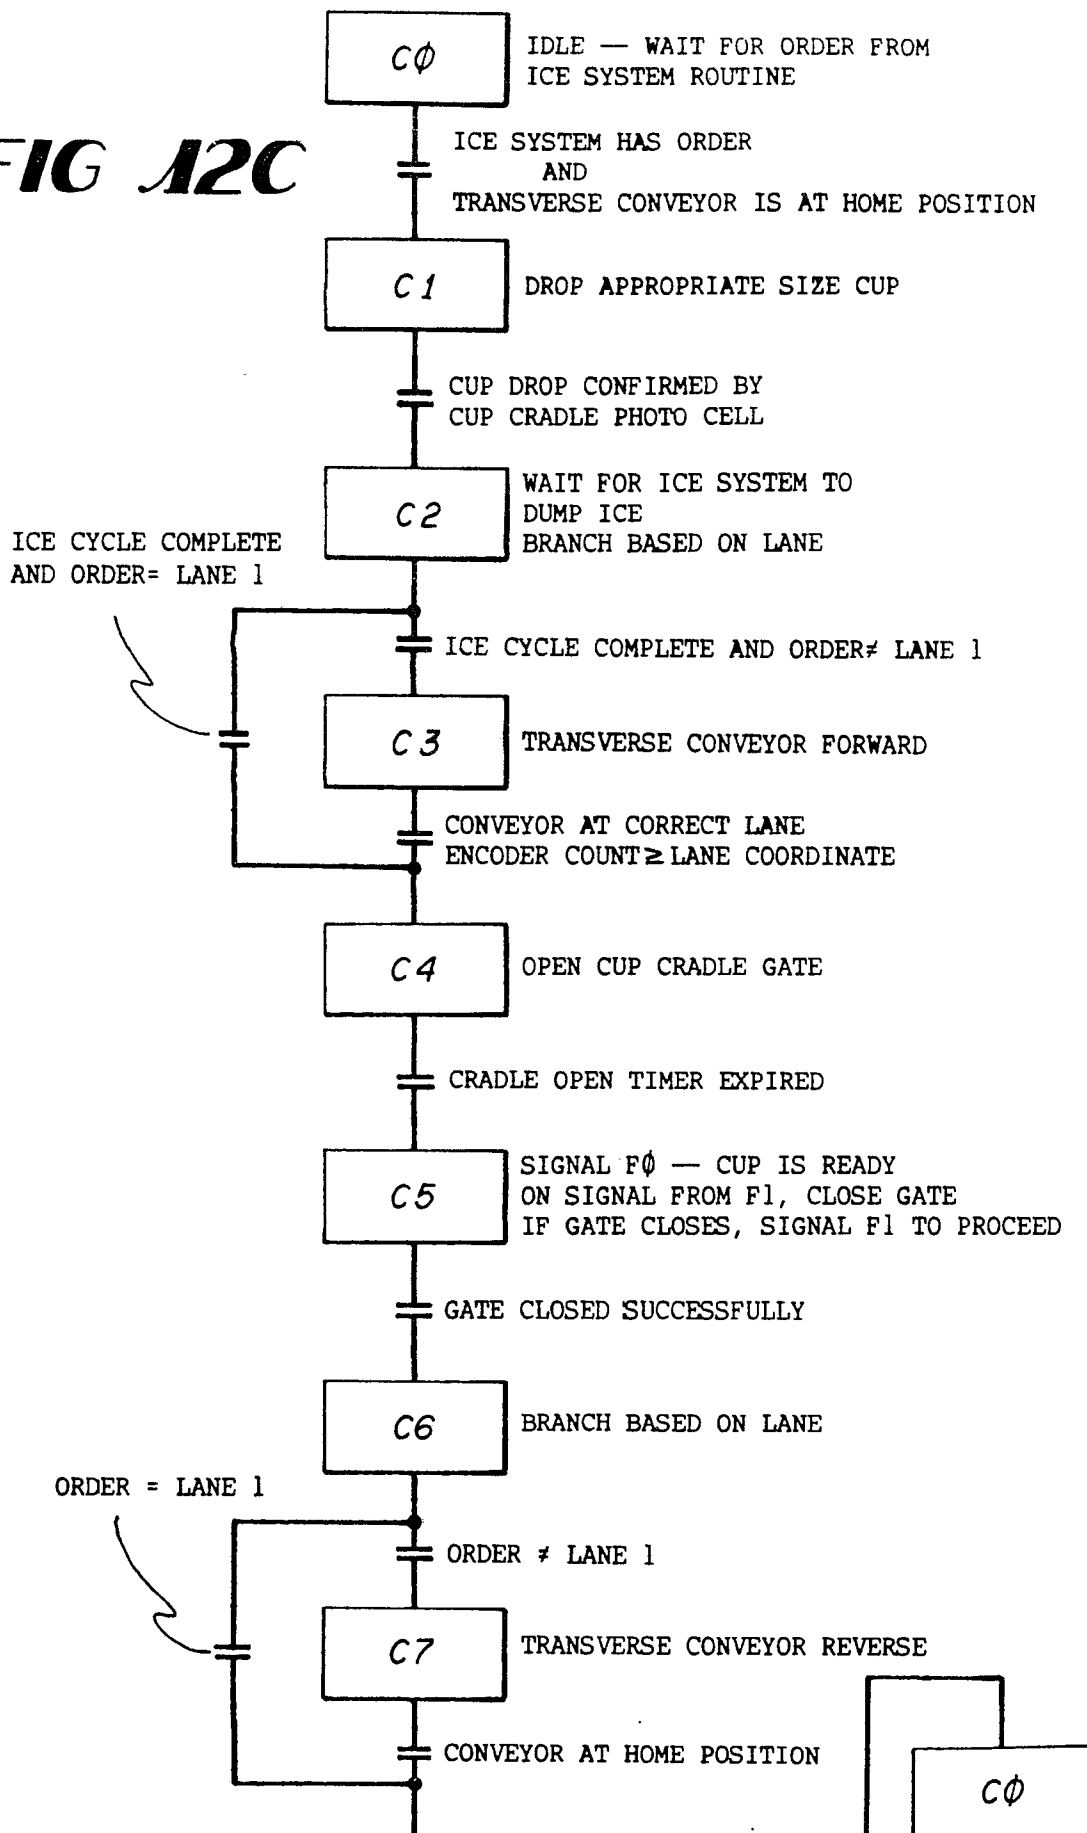 CØ
IDLE — WAIT FOR ORDER FROM
ICE SYSTEM ROUTINE
FIG 12C
ICE SYSTEM HAS ORDER
AND
TRANSVERSE CONVEYOR IS AT HOME POSITION
C1
DROP APPROPRIATE SIZE CUP
CUP DROP CONFIRMED BY
CUP CRADLE PHOTO CELL
C2
WAIT FOR ICE SYSTEM TO
DUMP ICE
BRANCH BASED ON LANE
ICE CYCLE COMPLETE
AND ORDER= LANE 1
ICE CYCLE COMPLETE AND ORDER≠ LANE 1
C3
TRANSVERSE CONVEYOR FORWARD
CONVEYOR AT CORRECT LANE
ENCODER COUNT≥LANE COORDINATE
C4
OPEN CUP CRADLE GATE
CRADLE OPEN TIMER EXPIRED
C5
SIGNAL FØ — CUP IS READY
ON SIGNAL FROM F1, CLOSE GATE
IF GATE CLOSES, SIGNAL F1 TO PROCEED
GATE CLOSED SUCCESSFULLY
C6
BRANCH BASED ON LANE
ORDER = LANE 1
ORDER ≠ LANE 1
C7
TRANSVERSE CONVEYOR REVERSE
CONVEYOR AT HOME POSITION
CØ